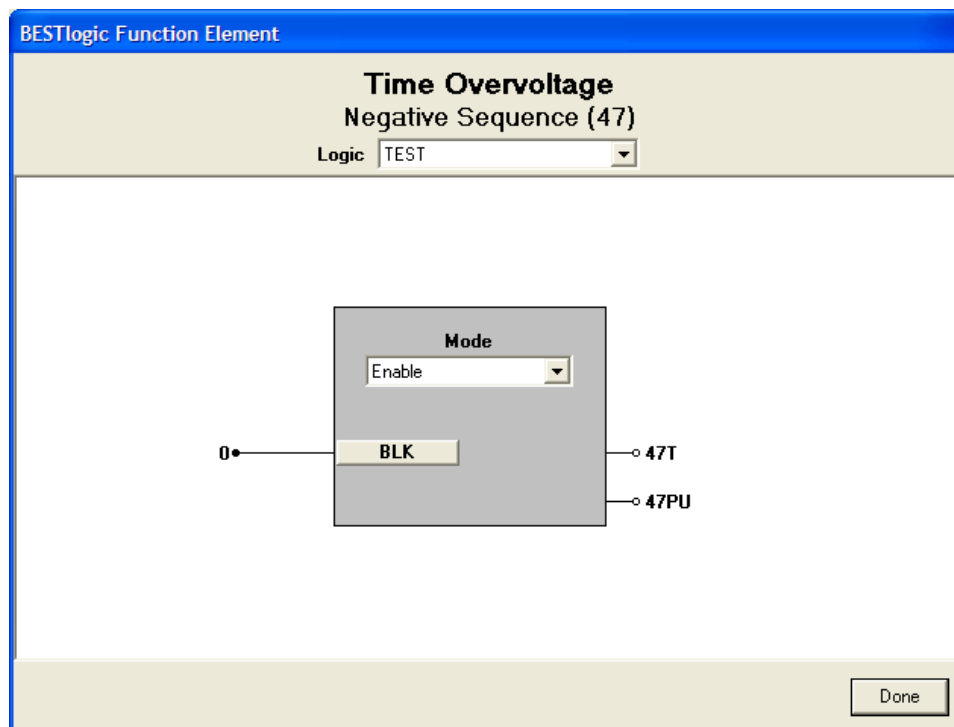 BESTlogic Function Element
Time Overvoltage
Negative Sequence (47)
Logic TEST
Mode
Enable
0 BLK 47T
47PU
Done